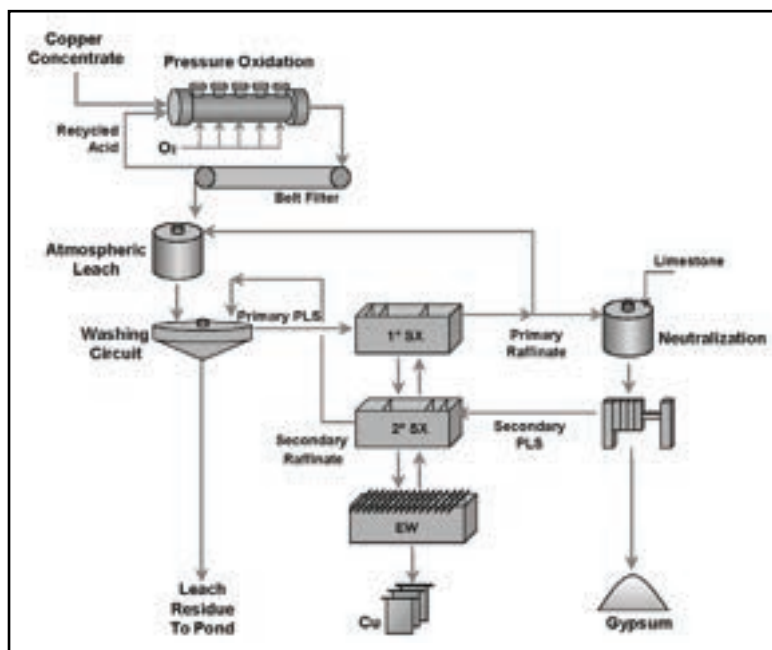 Copper
Concentrate
Pressure Oxidation
Recycled
Acid
O₂
Belt Filter
Atmospheric
Leach
Limestone
Primary PLS
1° SX
Washing
Circuit
Primary
Raffinate
Neutralization
2° SX
Secondary
Raffinate
Secondary
PLS
EW
Leach
Residue
To Pond
Cu
Gypsum